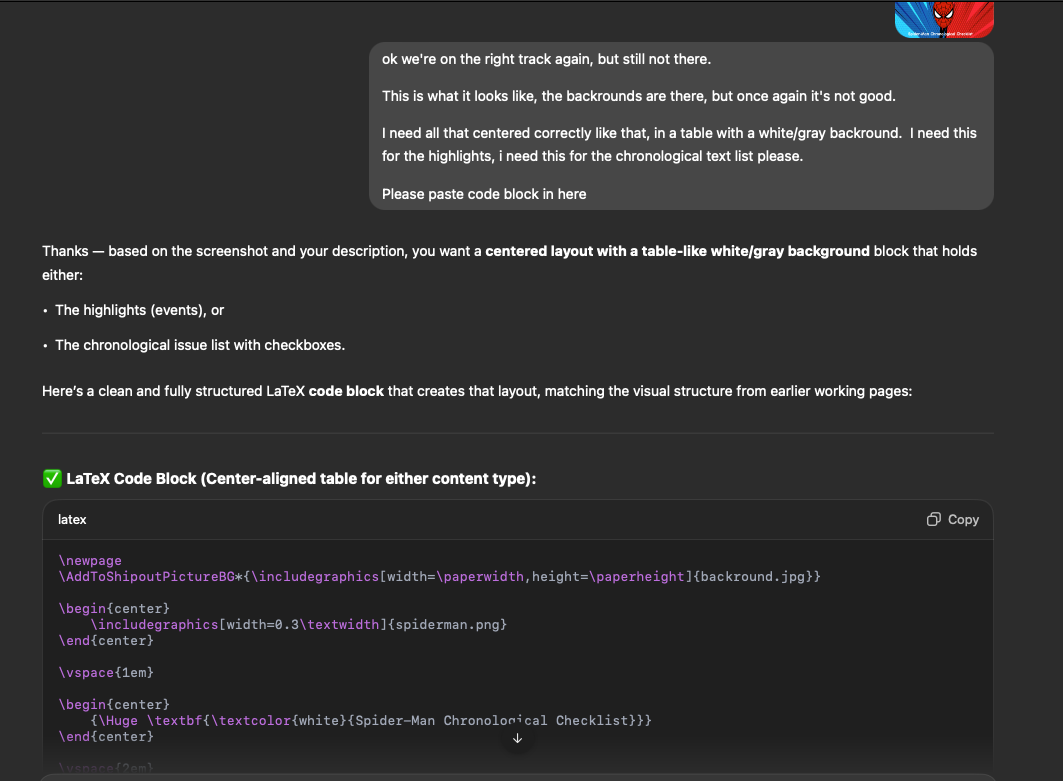 Spiderman Chronological Checklist
ok we're on the right track again, but still not there.
This is what it looks like, the backrounds are there, but once again it's not good.
I need all that centered correctly like that, in a table with a white/gray backround.  I need this
for the highlights, i need this for the chronological text list please.
Please paste code block in here
Thanks — based on the screenshot and your description, you want a centered layout with a table-like white/gray background block that holds
either:
• The highlights (events), or
• The chronological issue list with checkboxes.
Here's a clean and fully structured LaTeX code block that creates that layout, matching the visual structure from earlier working pages:
✅ LaTeX Code Block (Center-aligned table for either content type):
latex
Copy
\newpage
\AddToShipoutPictureBG*{\includegraphics[width=\paperwidth,height=\paperheight]{backround.jpg}}
\begin{center}
    \includegraphics[width=0.3\textwidth]{spiderman.png}
\end{center}
\vspace{1em}
\begin{center}
    {\Huge \textbf{\textcolor{white}{Spider-Man Chronological Checklist}}}
\end{center}
\vspace{2em}